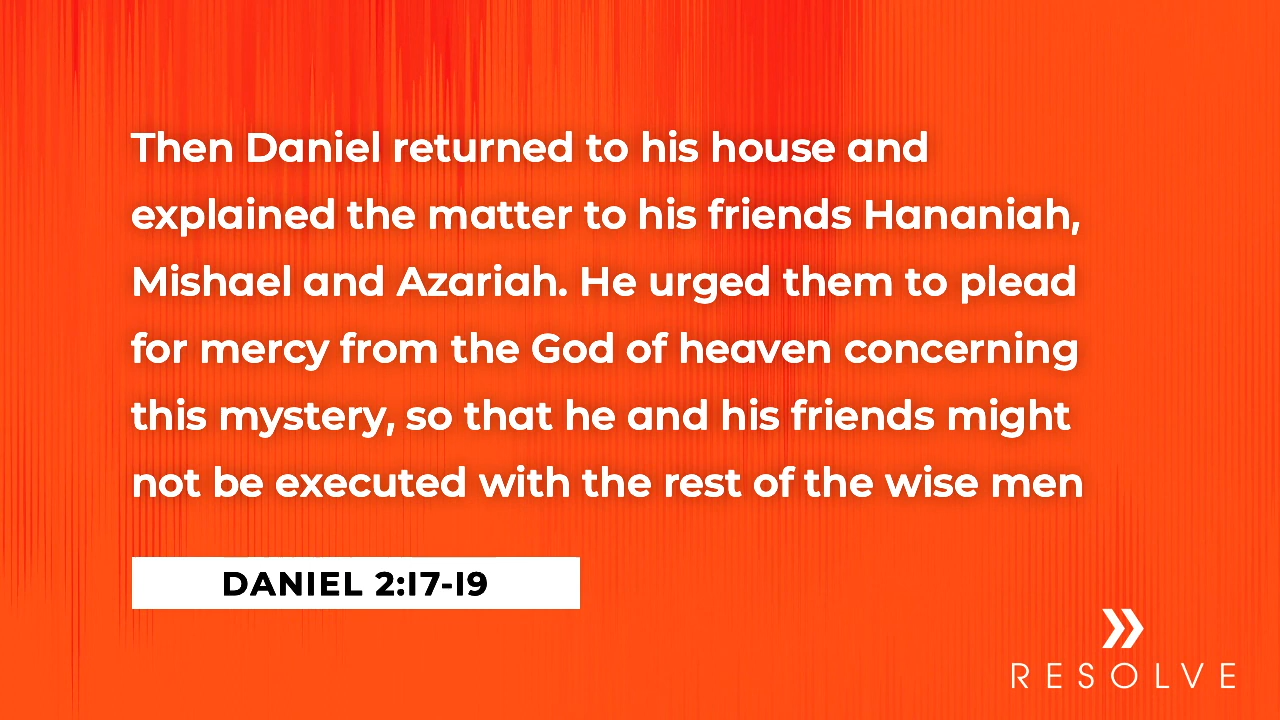 Then Daniel returned to his house and
explained the matter to his friends Hananiah,
Mishael and Azariah. He urged them to plead
for mercy from the God of heaven concerning
this mystery, so that he and his friends might
not be executed with the rest of the wise men
DANIEL 2:17-19
RESOLVE